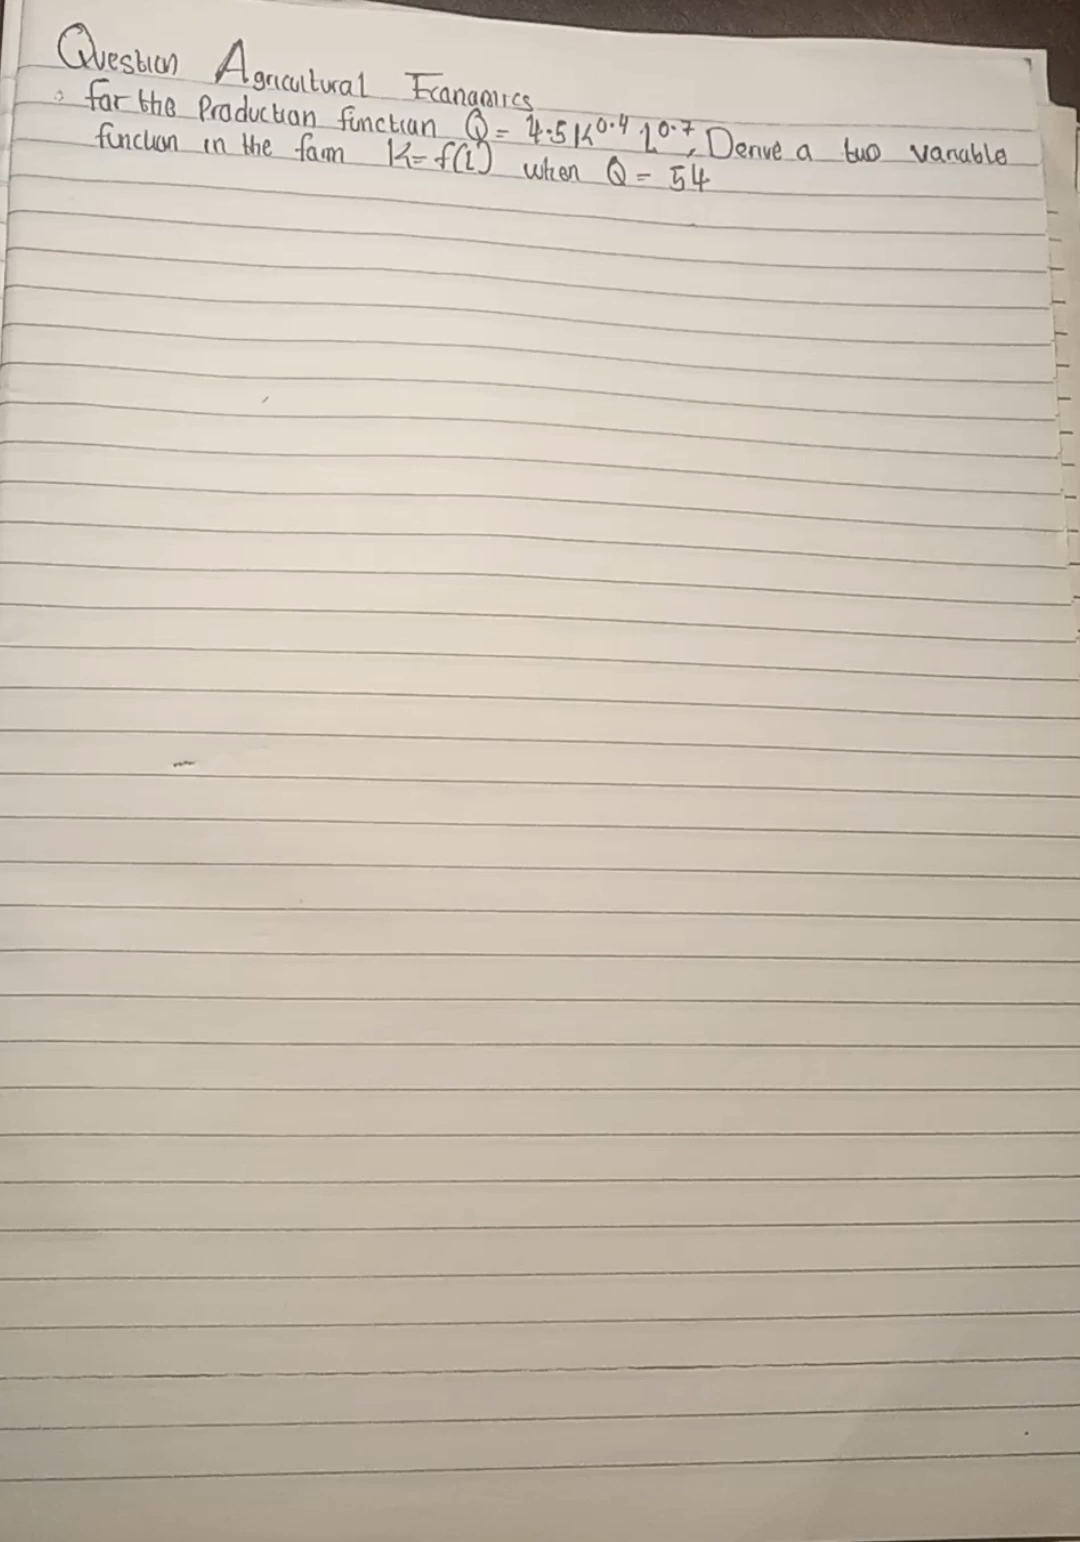 Question Agricultural Economics
for the Production function Q = 4.5K^0.4 L^0.7, Derive a two variable
function in the form K = f(L) when Q = 54